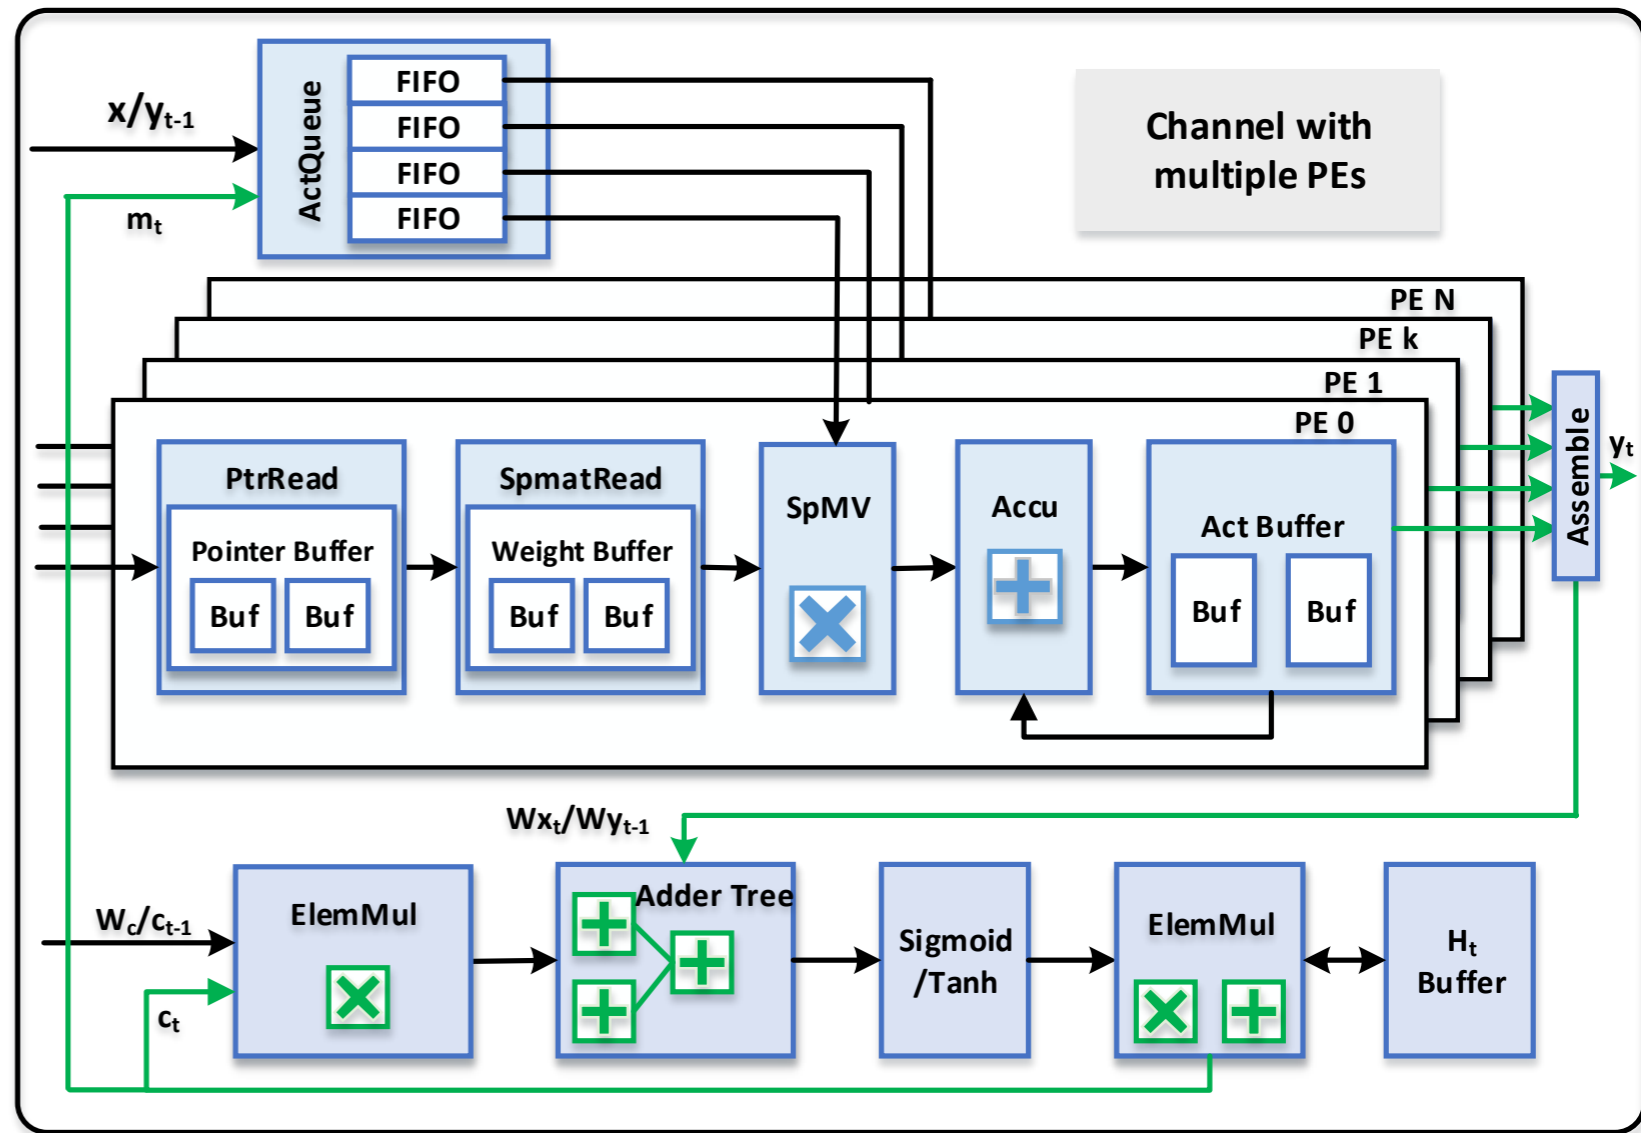 ActQueue
FIFO
FIFO
FIFO
FIFO
x/yt-1
mt
Channel with
multiple PEs
PE N
PE k
PE 1
PE 0
PtrRead
Pointer Buffer
Buf
Buf
SpmatRead
Weight Buffer
Buf
Buf
SpMV
Accu
Act Buffer
Buf
Buf
Assemble
yt
Wxt/Wyt-1
Wc/ct-1
ct
ElemMul
Adder Tree
Sigmoid
/Tanh
ElemMul
Ht
Buffer